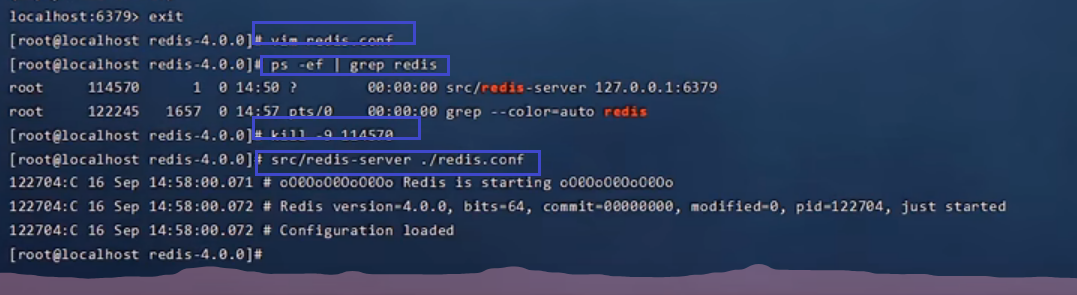 localhost:6379> exit
[root@localhost redis-4.0.0]# vim redis.conf
[root@localhost redis-4.0.0]# ps -ef | grep redis
root     114570      1  0 14:50 ?        00:00:00 src/redis-server 127.0.0.1:6379
root     122245   1657  0 14:57 pts/0    00:00:00 grep --color=auto redis
[root@localhost redis-4.0.0]# kill -9 114570
[root@localhost redis-4.0.0]# src/redis-server ./redis.conf
122704:C 16 Sep 14:58:00.071 # oO0OoO0OoO0Oo Redis is starting oO0OoO0OoO0Oo
122704:C 16 Sep 14:58:00.072 # Redis version=4.0.0, bits=64, commit=00000000, modified=0, pid=122704, just started
122704:C 16 Sep 14:58:00.072 # Configuration loaded
[root@localhost redis-4.0.0]#